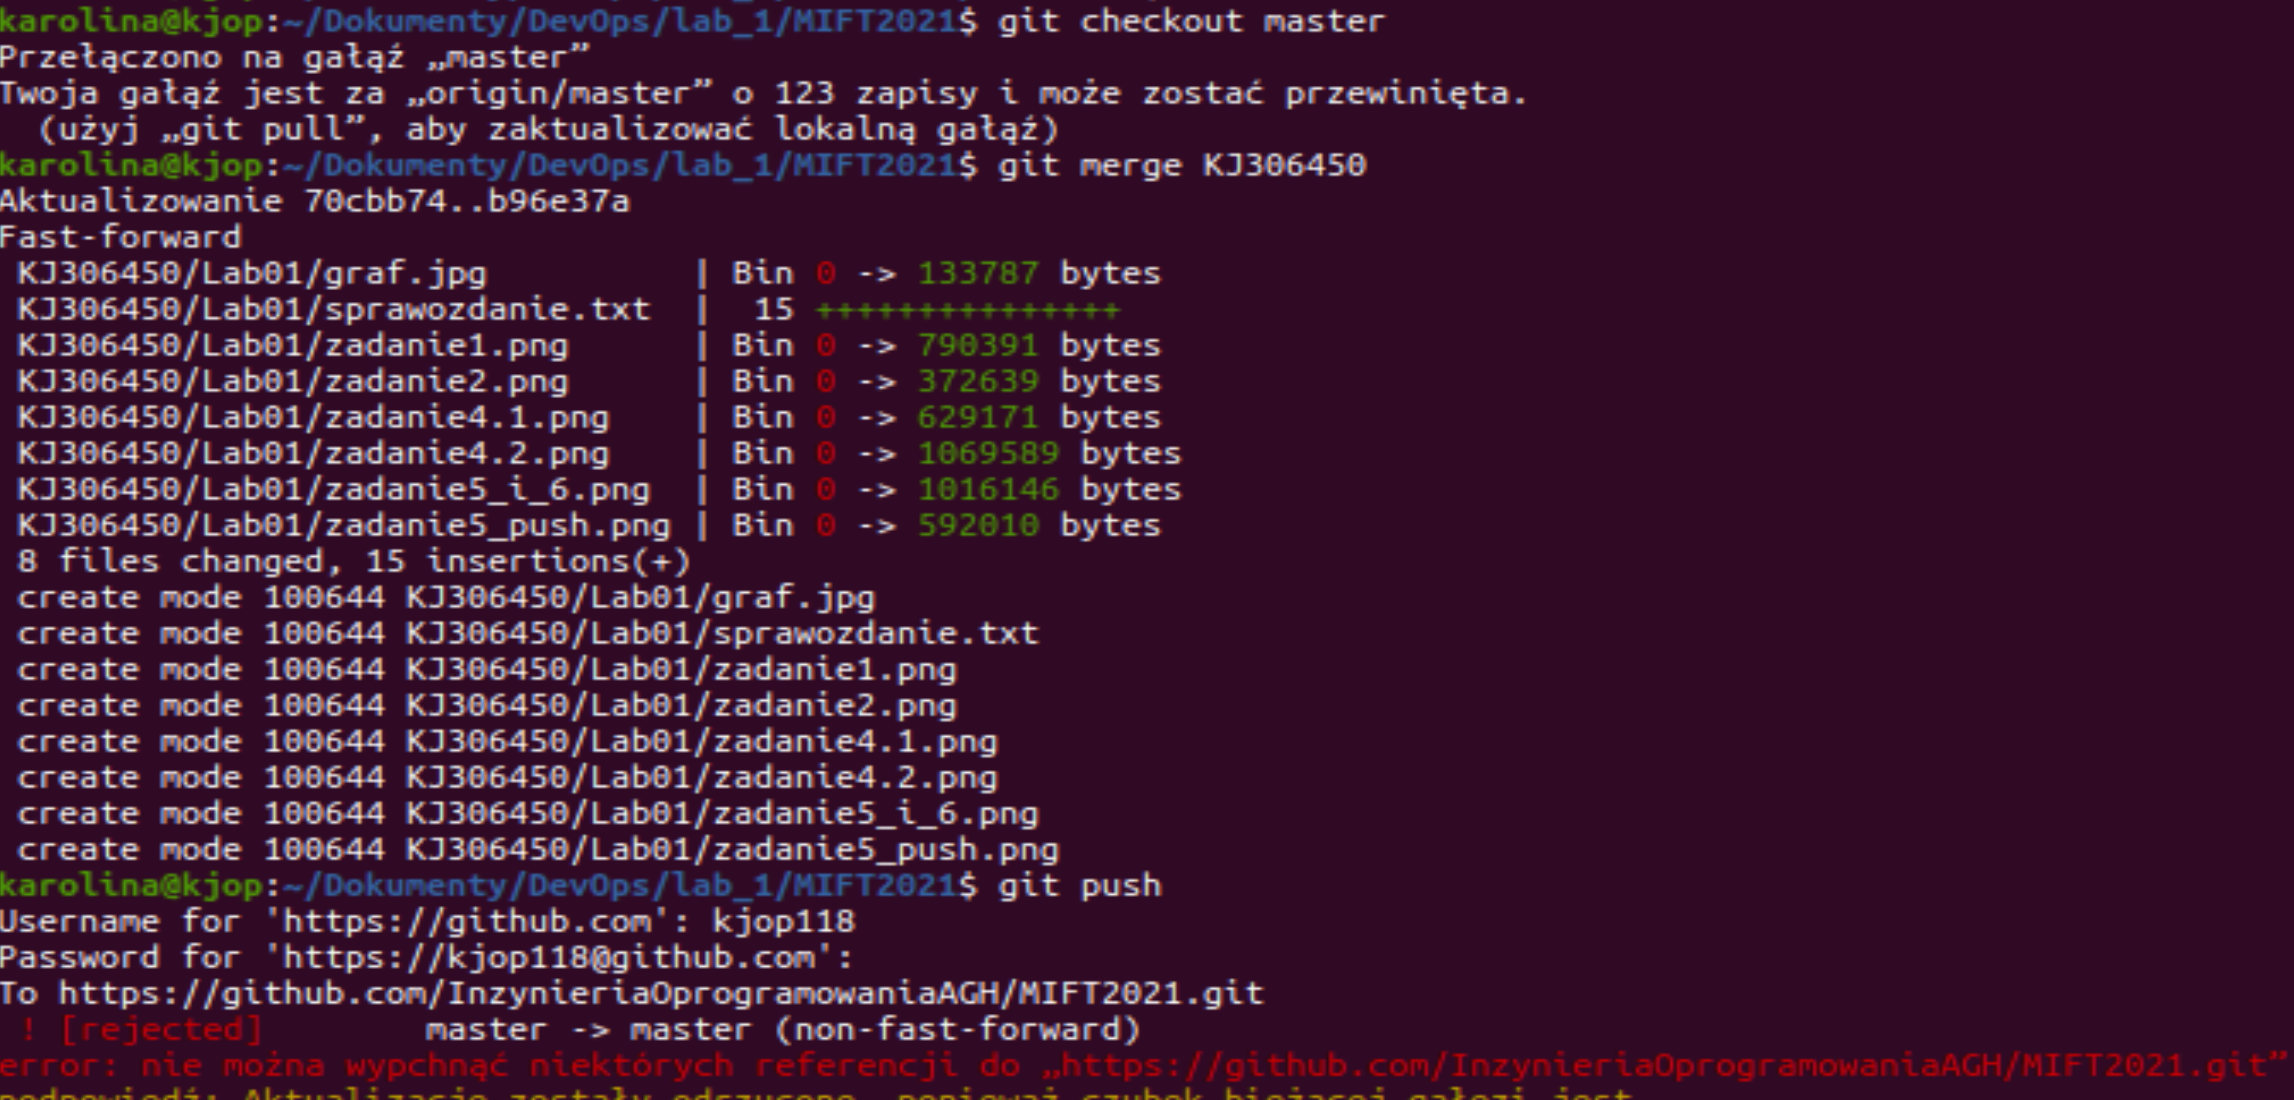 karolina@kjop:~/Dokumenty/DevOps/lab_1/MIFT2021$ git checkout master
Przełączono na gałąź „master”
Twoja gałąź jest za „origin/master” o 123 zapisy i może zostać przewinięta.
  (użyj „git pull”, aby zaktualizować lokalną gałąź)
karolina@kjop:~/Dokumenty/DevOps/lab_1/MIFT2021$ git merge KJ306450
Aktualizowanie 70cbb74..b96e37a
Fast-forward
 KJ306450/Lab01/graf.jpg          | Bin 0 -> 133787 bytes
 KJ306450/Lab01/sprawozdanie.txt  |  15 +++++++++++++++
 KJ306450/Lab01/zadanie1.png      | Bin 0 -> 790391 bytes
 KJ306450/Lab01/zadanie2.png      | Bin 0 -> 372639 bytes
 KJ306450/Lab01/zadanie4.1.png    | Bin 0 -> 629171 bytes
 KJ306450/Lab01/zadanie4.2.png    | Bin 0 -> 1069589 bytes
 KJ306450/Lab01/zadanie5_i_6.png  | Bin 0 -> 1016146 bytes
 KJ306450/Lab01/zadanie5_push.png | Bin 0 -> 592010 bytes
 8 files changed, 15 insertions(+)
 create mode 100644 KJ306450/Lab01/graf.jpg
 create mode 100644 KJ306450/Lab01/sprawozdanie.txt
 create mode 100644 KJ306450/Lab01/zadanie1.png
 create mode 100644 KJ306450/Lab01/zadanie2.png
 create mode 100644 KJ306450/Lab01/zadanie4.1.png
 create mode 100644 KJ306450/Lab01/zadanie4.2.png
 create mode 100644 KJ306450/Lab01/zadanie5_i_6.png
 create mode 100644 KJ306450/Lab01/zadanie5_push.png
karolina@kjop:~/Dokumenty/DevOps/lab_1/MIFT2021$ git push
Username for 'https://github.com': kjop118
Password for 'https://kjop118@github.com':
To https://github.com/InzynieriaOprogramowaniaAGH/MIFT2021.git
 ! [rejected]        master -> master (non-fast-forward)
error: nie można wypchnąć niektórych referencji do „https://github.com/InzynieriaOprogramowaniaAGH/MIFT2021.git”
podpowiedź: Aktualizacje zostały odrzucone, ponieważ czubek bieżącej gałęzi jest